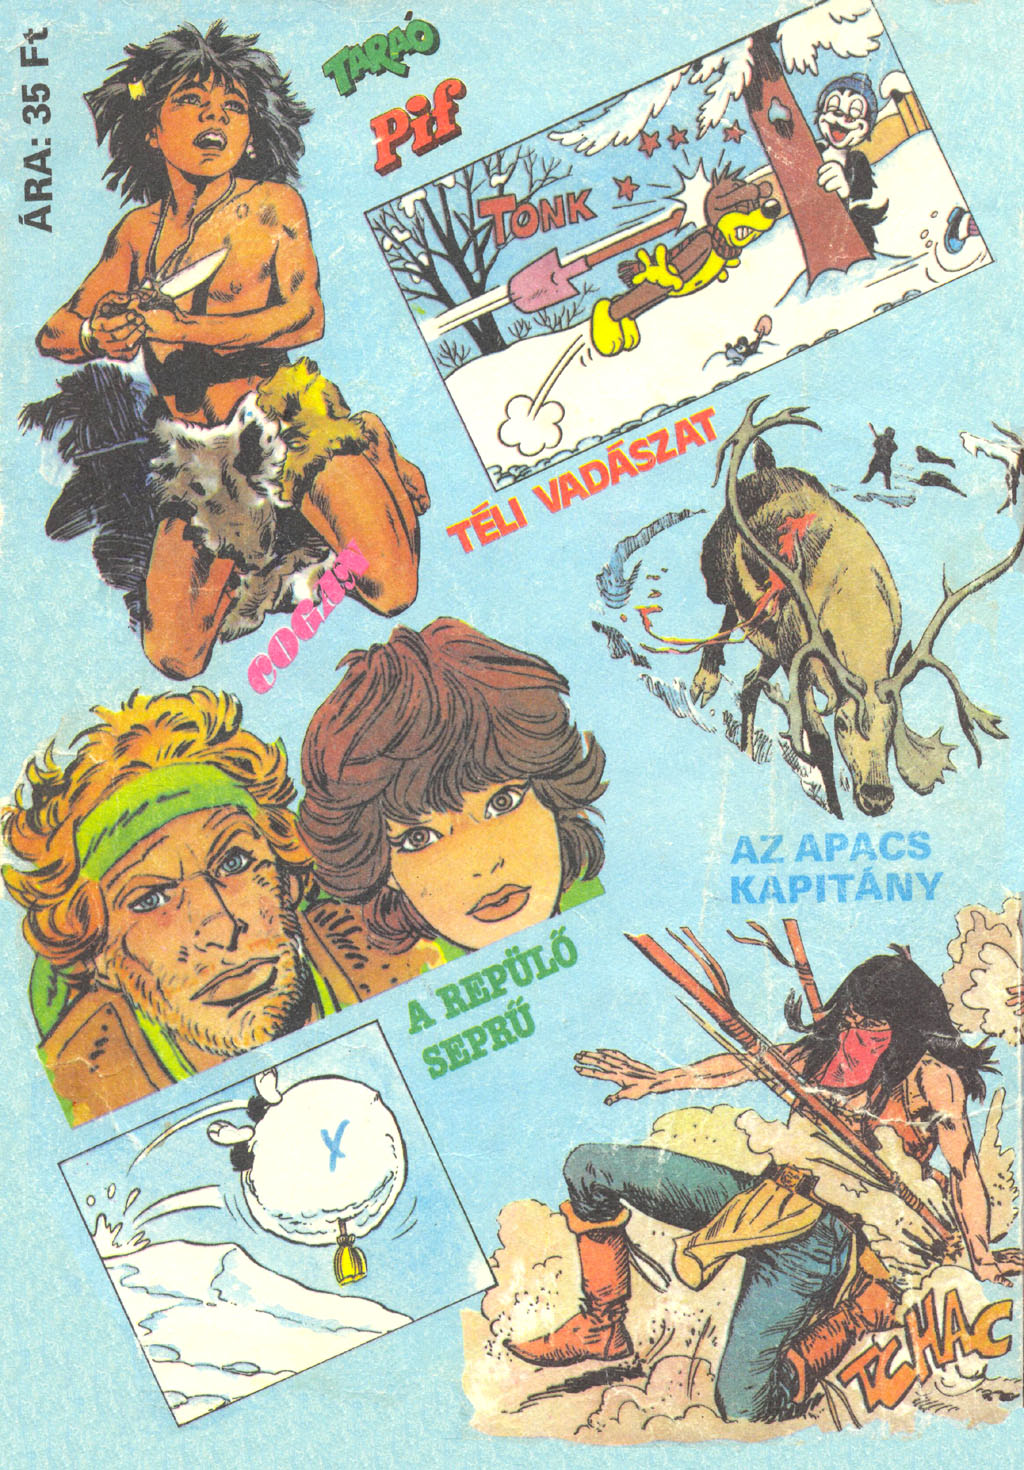 ÁRA: 35 Ft
TARAÓ
Pif
TONK
TÉLI VADÁSZAT
COGAN
AZ APACS
KAPITÁNY
A REPÜLŐ
SEPRŰ
X
TCHAC